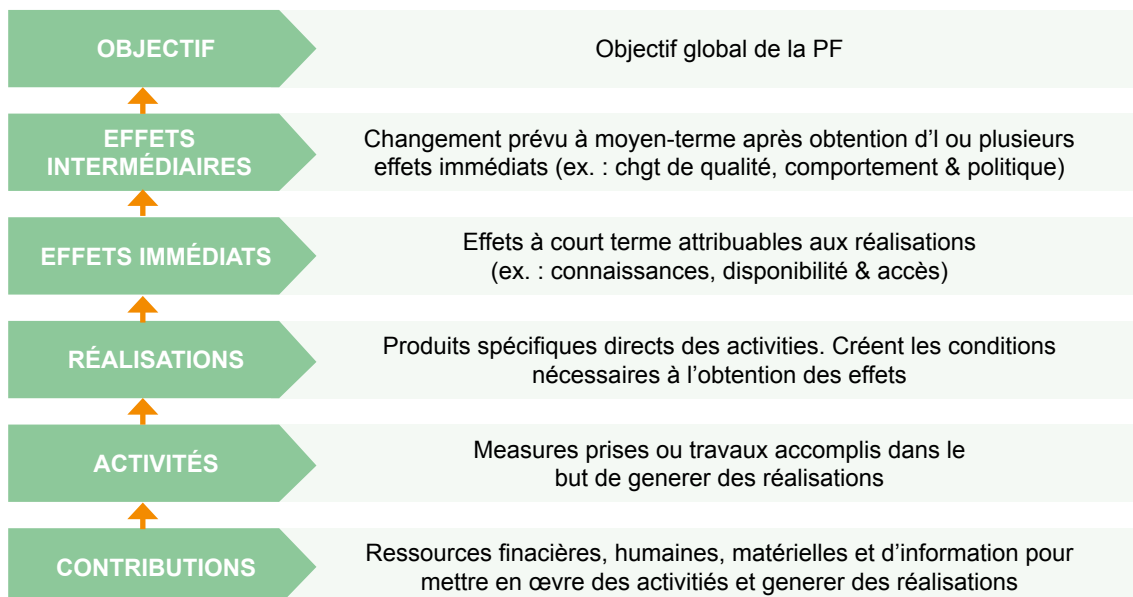 OBJECTIF
Objectif global de la PF
EFFETS
INTERMÉDIAIRES
Changement prévu à moyen-terme après obtention d'I ou plusieurs
effets immédiats (ex. : chgt de qualité, comportement & politique)
EFFETS IMMÉDIATS
Effets à court terme attribuables aux réalisations
(ex. : connaissances, disponibilité & accès)
RÉALISATIONS
Produits spécifiques directs des activities. Créent les conditions
nécessaires à l'obtention des effets
ACTIVITÉS
Measures prises ou travaux accomplis dans le
but de generer des réalisations
CONTRIBUTIONS
Ressources finacières, humaines, matérielles et d'information pour
mettre en œvre des activitiés et generer des réalisations